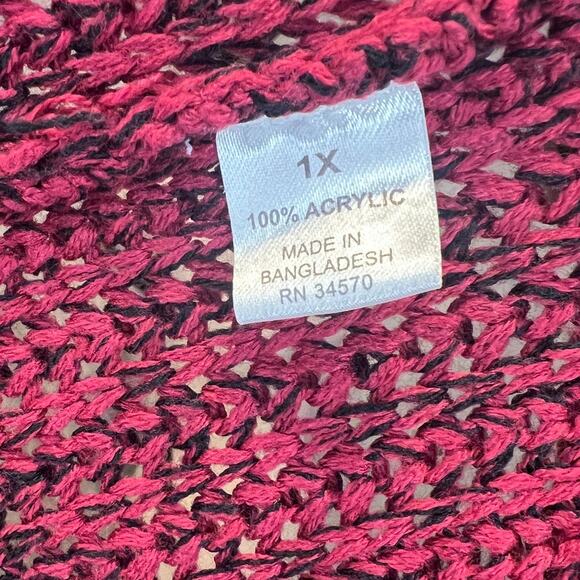 1X
100% ACRYLIC
MADE IN
BANGLADESH
RN 34570